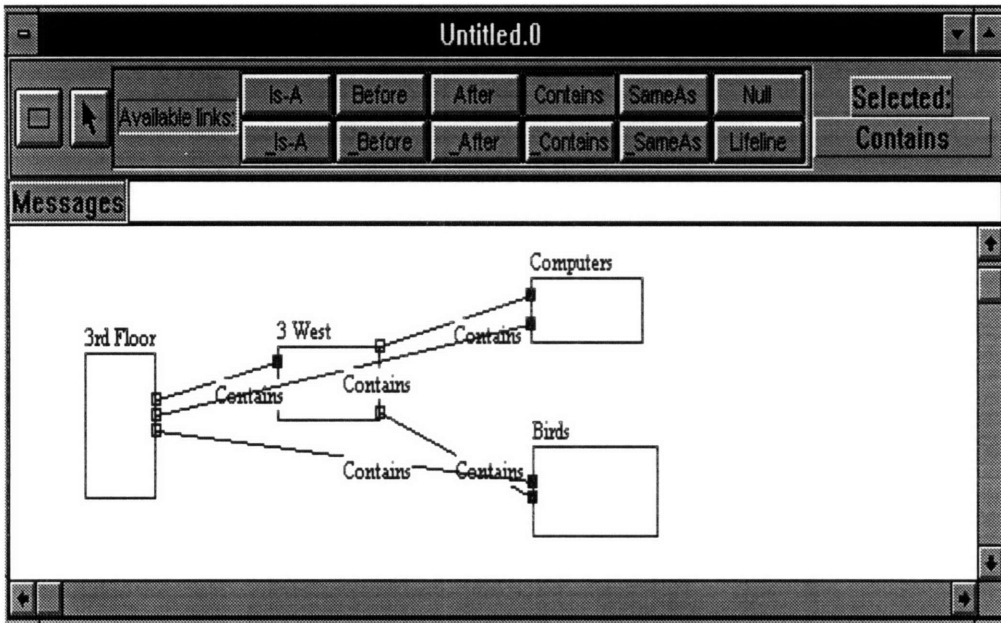 Untitled.0
Available links:
Is-A Before After Contains SameAs Null
_Is-A _Before _After _Contains _SameAs Lifeline
Selected:
Contains
Messages
Computers
3rd Floor
3 West
Contains
Contains
Contains
Birds
Contains
Contains